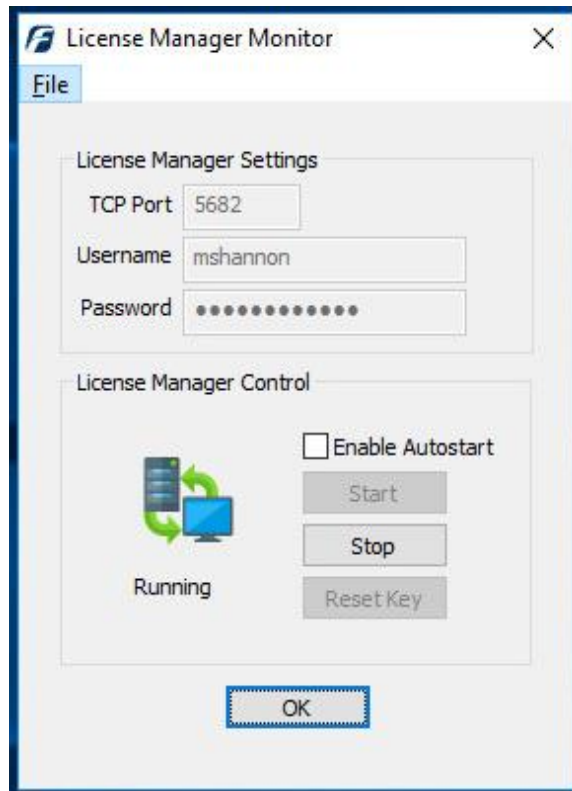 License Manager Monitor
File
License Manager Settings
TCP Port 5682
Username mshannon
Password ●●●●●●●●●●●●
License Manager Control
Enable Autostart
Start
Stop
Running
Reset Key
OK